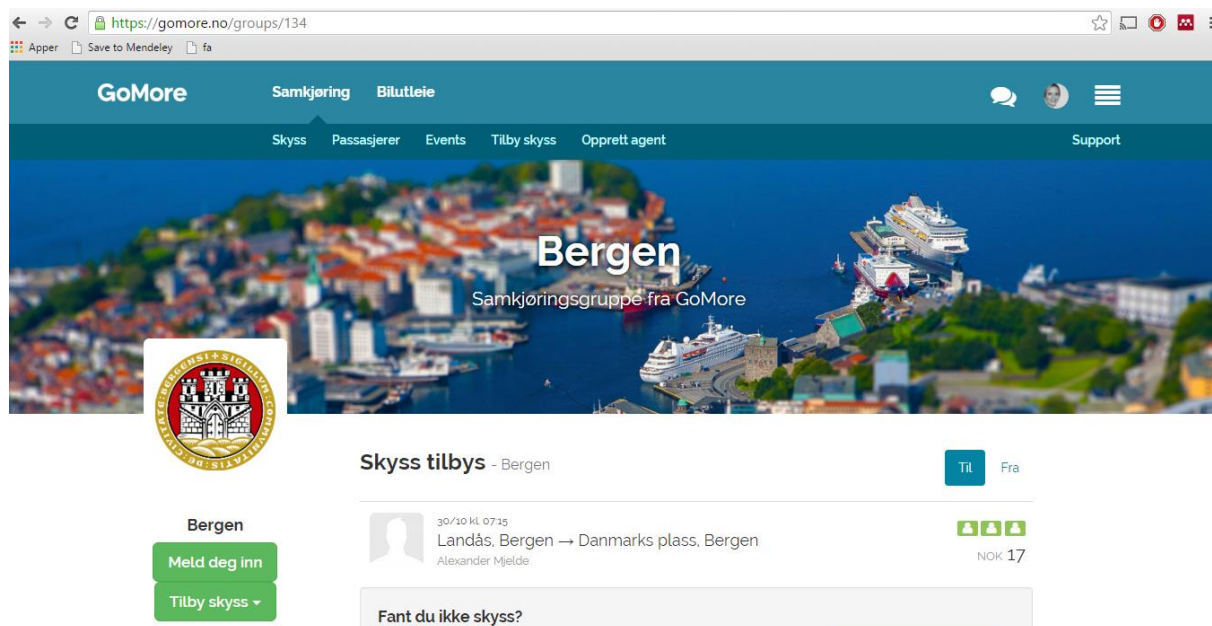 https://gomore.no/groups/134
Apper Save to Mendeley fa
GoMore Samkjøring Bilutleie
Skyss Passasjerer Events Tilby skyss Opprett agent Support
Bergen
Samkjøringsgruppe fra GoMore
Skyss tilbys - Bergen Til Fra
Bergen
Meld deg inn
Tilby skyss
30/10 kl. 07:15
Landås, Bergen → Danmarks plass, Bergen
Alexander Mjelde
NOK 17
Fant du ikke skyss?